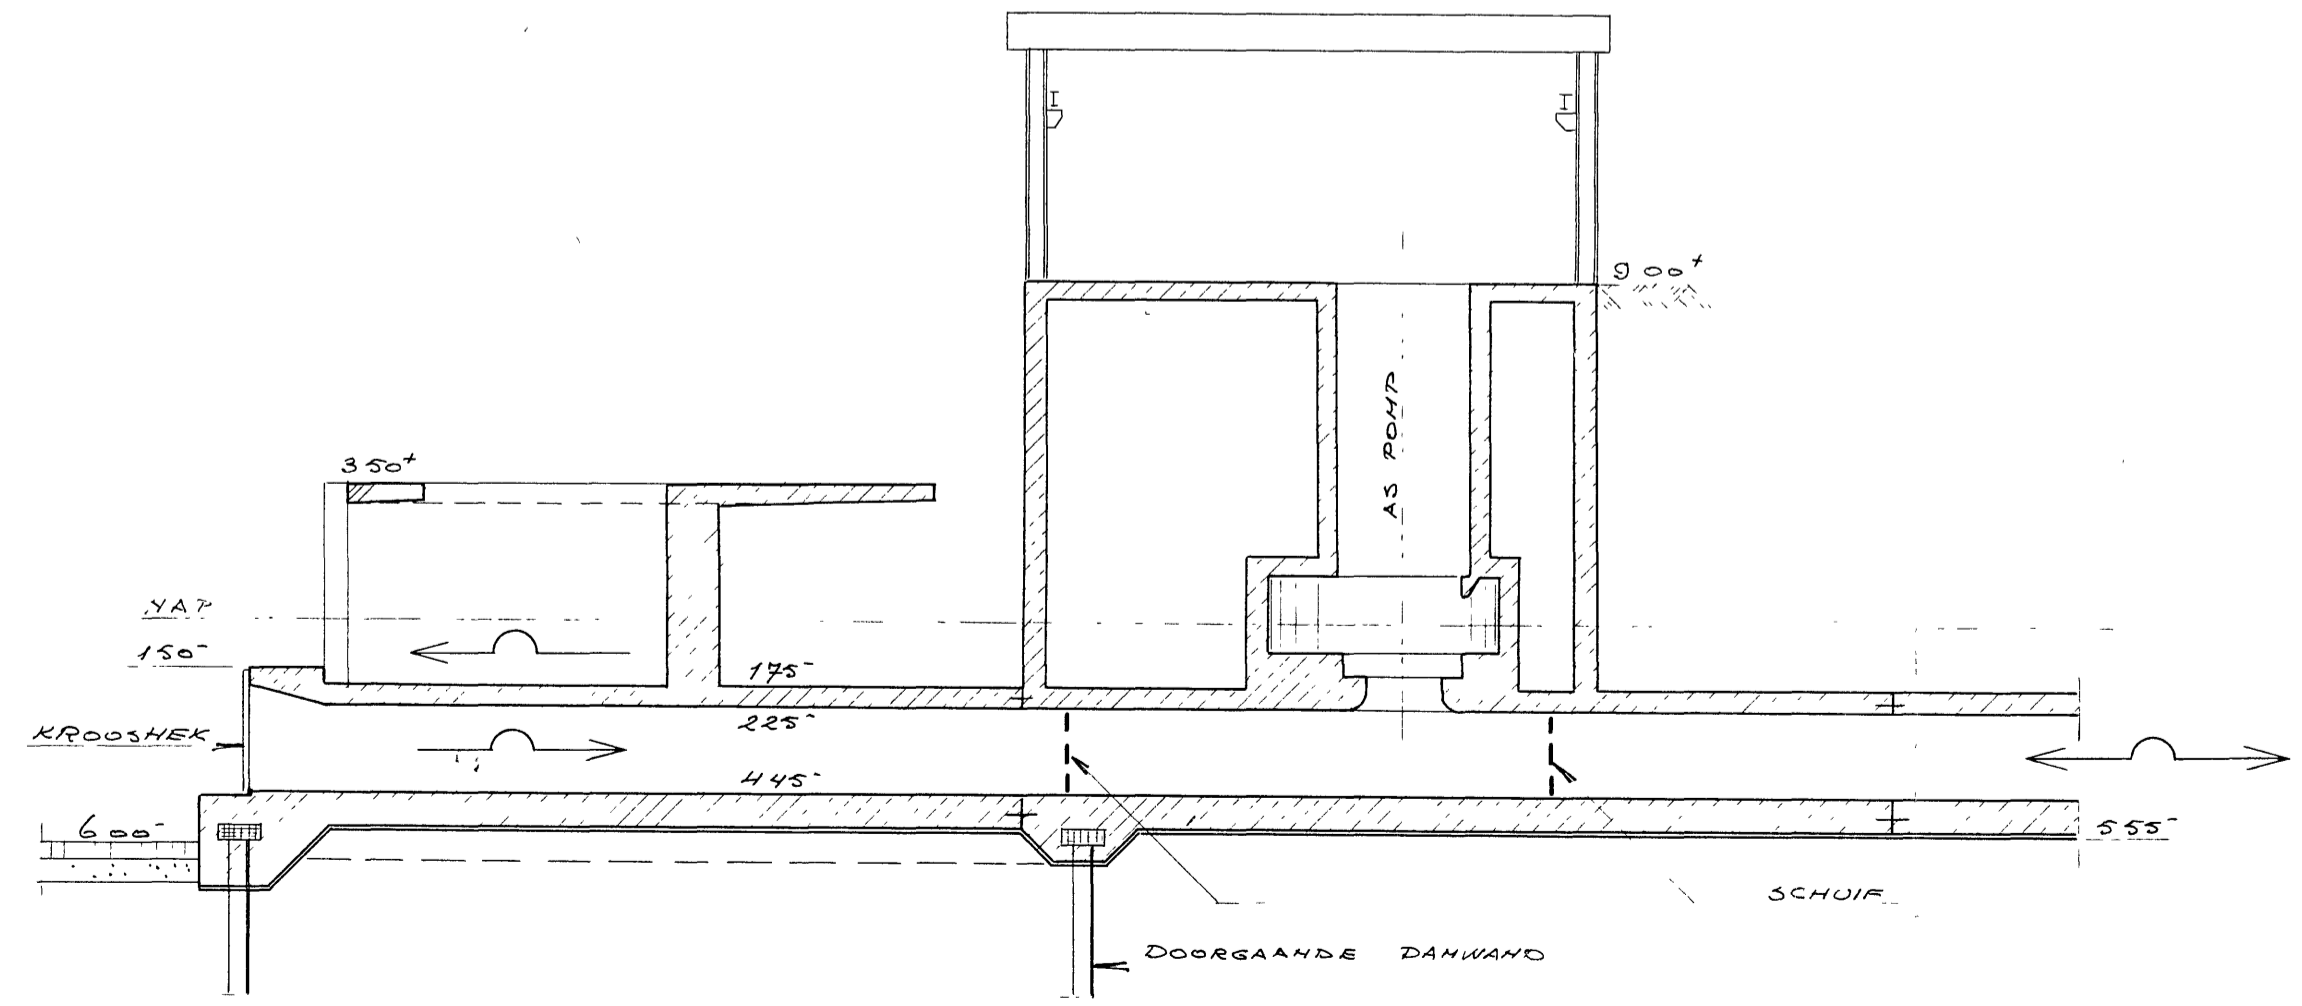 900+
AS POMP
350+
NAP
150-
175-
225-
KROOSHEK
445-
600-
555-
SCHUIF
DOORGAANDE DAMWAND